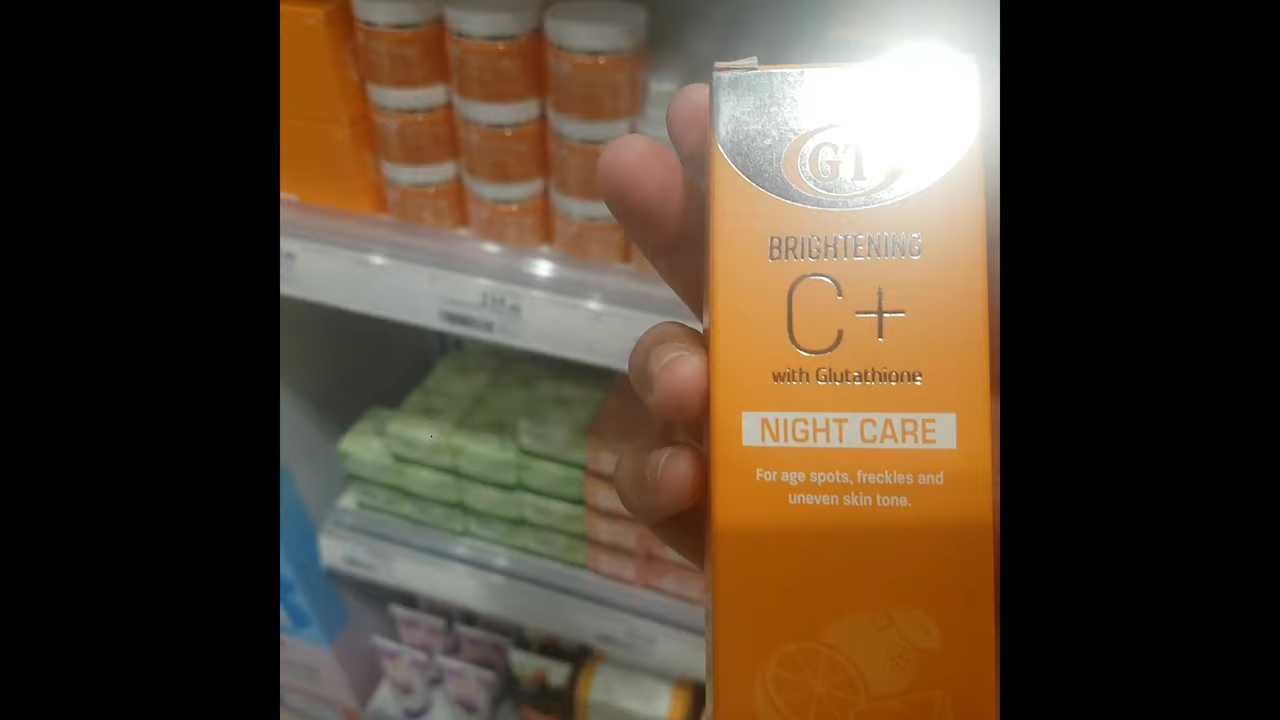 GT
BRIGHTENING
C+
with Glutathione
NIGHT CARE
For age spots, freckles and
uneven skin tone.